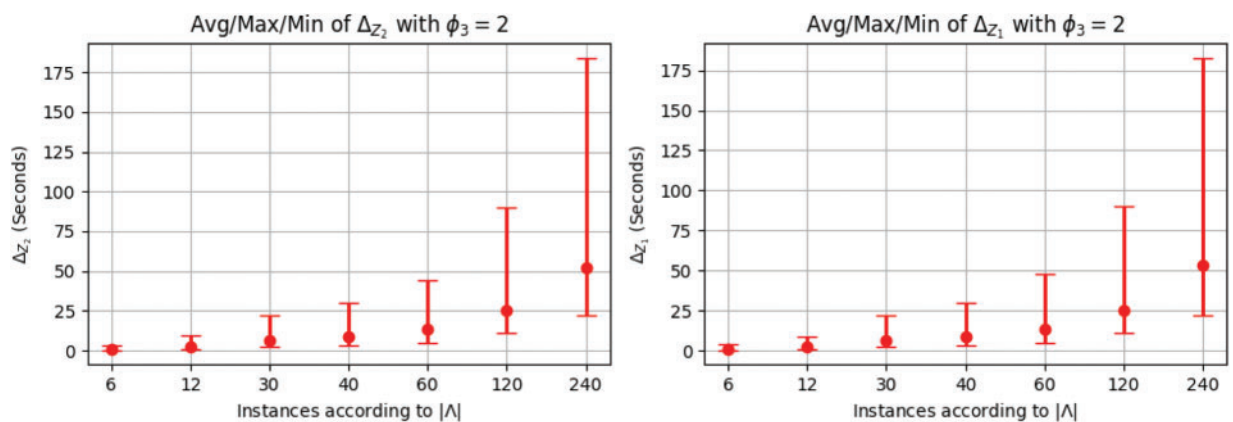 Avg/Max/Min of Δ_{Z_2} with ϕ_3 = 2
Δ_{Z_2} (Seconds)
175
150
125
100
75
50
25
0
6 12 30 40 60 120 240
Instances according to |Λ|
Avg/Max/Min of Δ_{Z_1} with ϕ_3 = 2
Δ_{Z_1} (Seconds)
175
150
125
100
75
50
25
0
6 12 30 40 60 120 240
Instances according to |Λ|